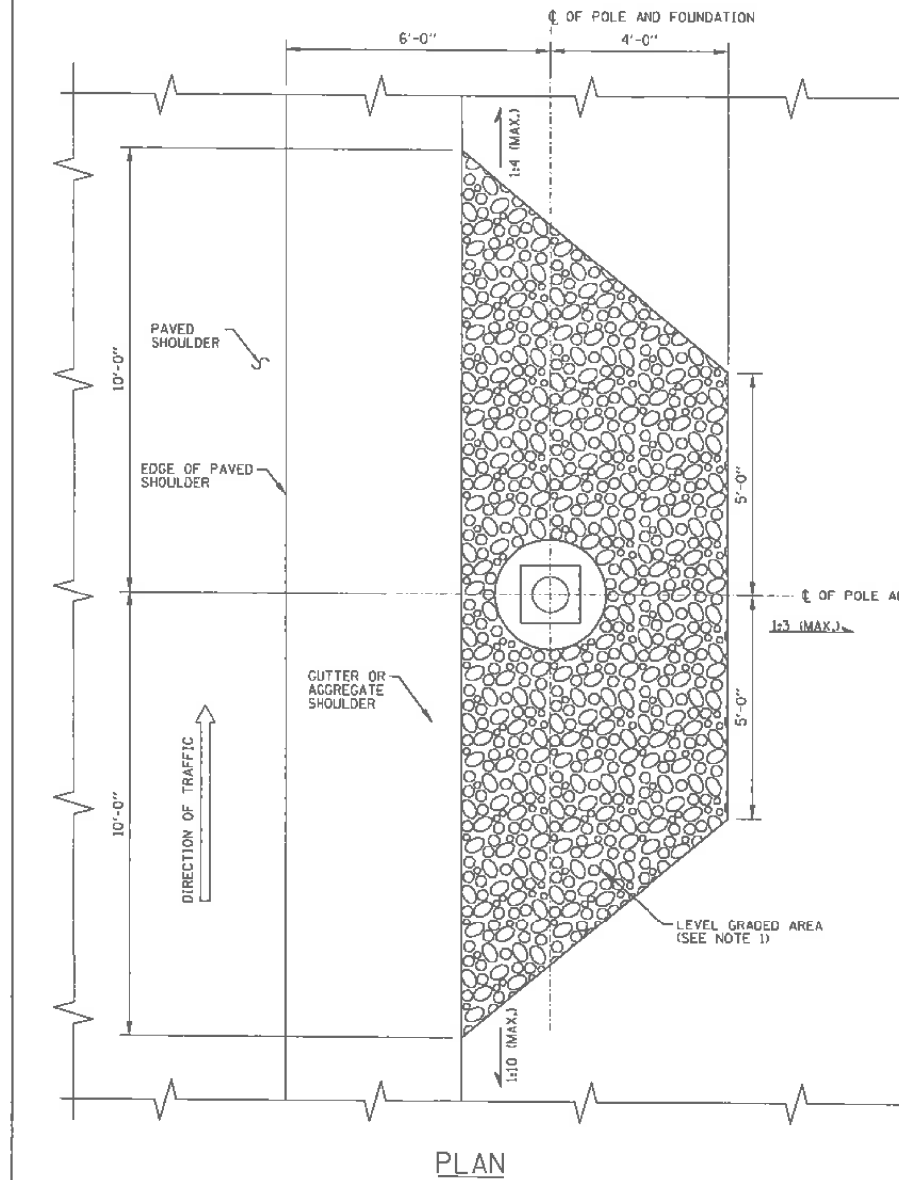 ℄ OF POLE AND FOUNDATION
6'-0"
4'-0"
1:4 (MAX.)
PAVED
SHOULDER
10'-0"
EDGE OF PAVED
SHOULDER
5'-0"
℄ OF POLE A
1:3 (MAX.)
GUTTER OR
AGGREGATE
SHOULDER
5'-0"
DIRECTION OF TRAFFIC
10'-0"
LEVEL GRADED AREA
(SEE NOTE 1)
1:10 (MAX.)
PLAN